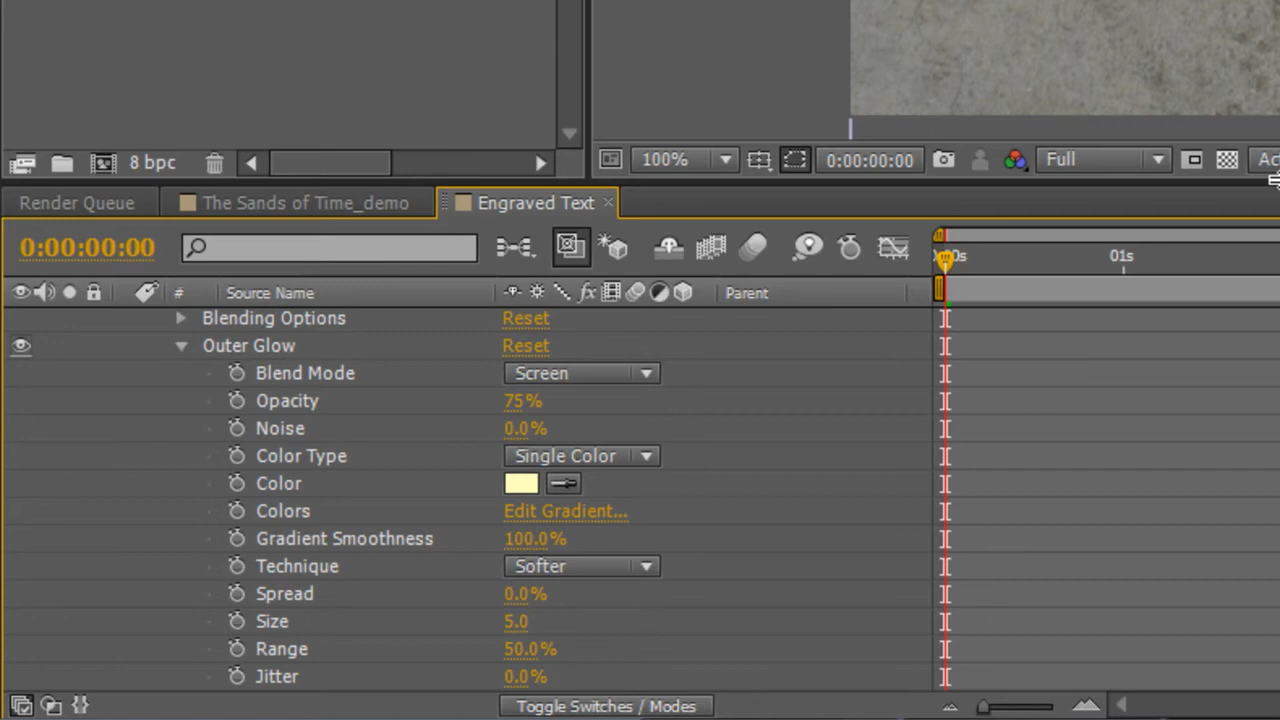 8 bpc
100%
0:00:00:00
Full
Render Queue
The Sands of Time_demo
Engraved Text
0:00:00:00
01s
#
Source Name
fx
Parent
Blending Options
Reset
Outer Glow
Reset
Blend Mode
Screen
Opacity
75%
Noise
0.0%
Color Type
Single Color
Color
Colors
Edit Gradient...
Gradient Smoothness
100.0%
Technique
Softer
Spread
0.0%
Size
5.0
Range
50.0%
Jitter
0.0%
Toggle Switches / Modes